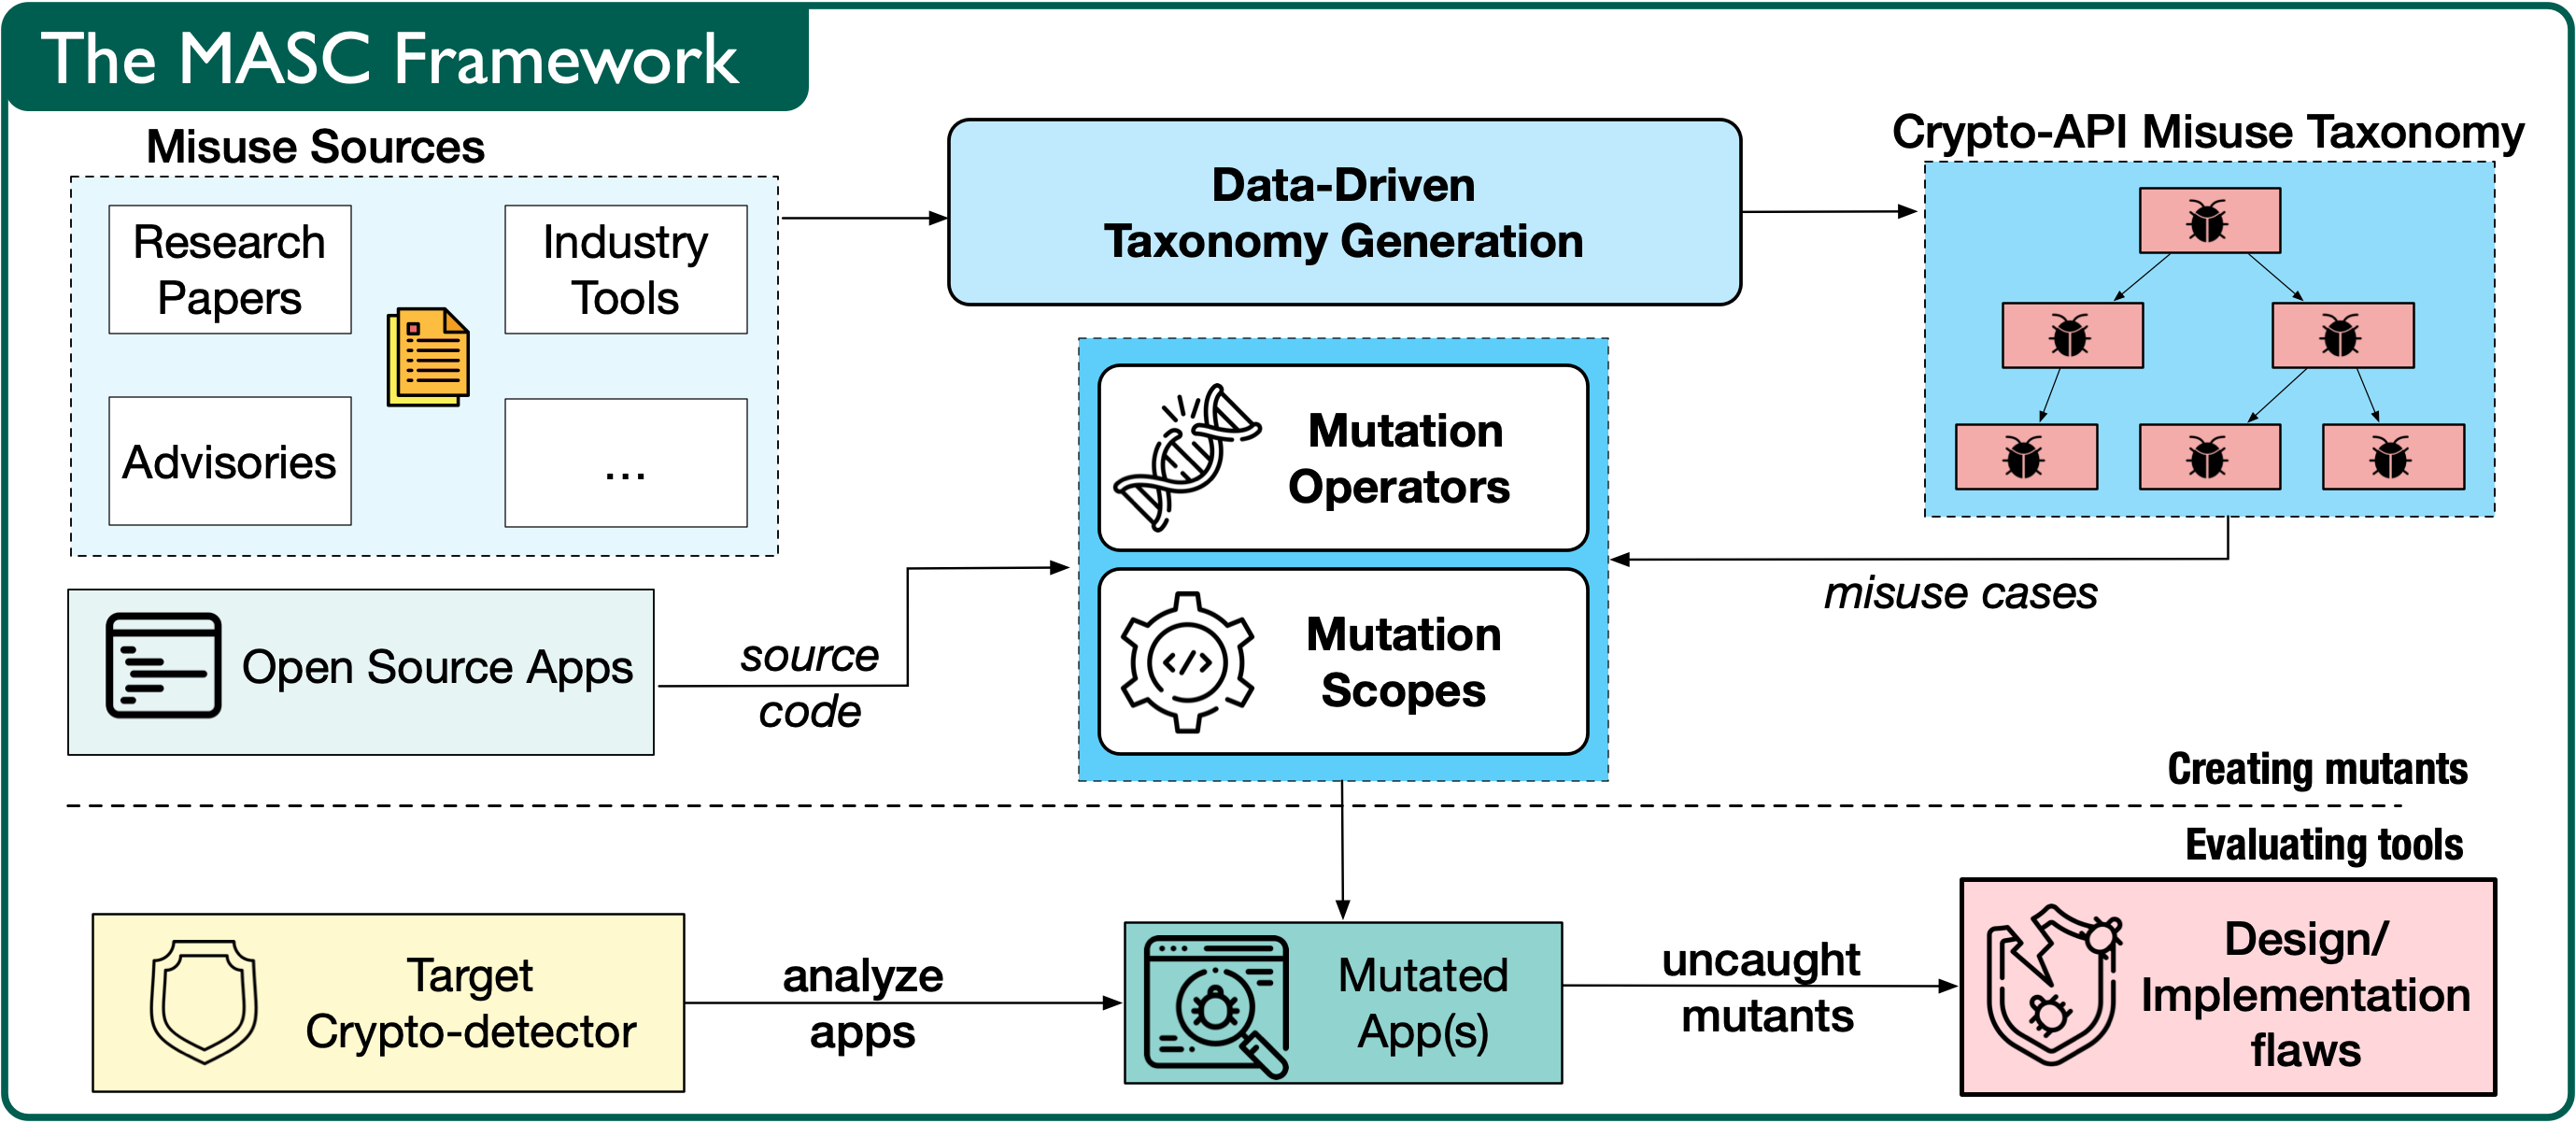 The MASC Framework
Misuse Sources
Research
Papers
Industry
Tools
Advisories
...
Data-Driven
Taxonomy Generation
Crypto-API Misuse Taxonomy
Mutation
Operators
Mutation
Scopes
misuse cases
Open Source Apps
source
code
Creating mutants
Evaluating tools
Target
Crypto-detector
analyze
apps
Mutated
App(s)
uncaught
mutants
Design/
Implementation
flaws